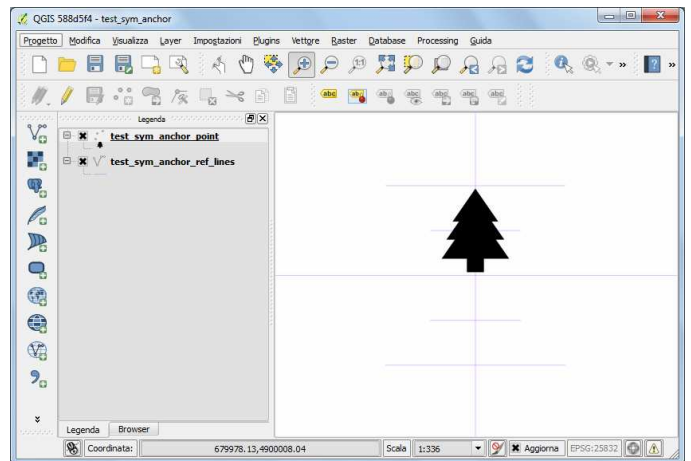 QGIS 588d5f4 - test_sym_anchor
Progetto Modifica Visualizza Layer Impostazioni Plugins Vettore Raster Database Processing Guida
abc
Legenda
test_sym_anchor_point
test_sym_anchor_ref_lines
Legenda Browser
Coordinata: 679978.13,4900008.04 Scala 1:336 Aggiorna EPSG:25832